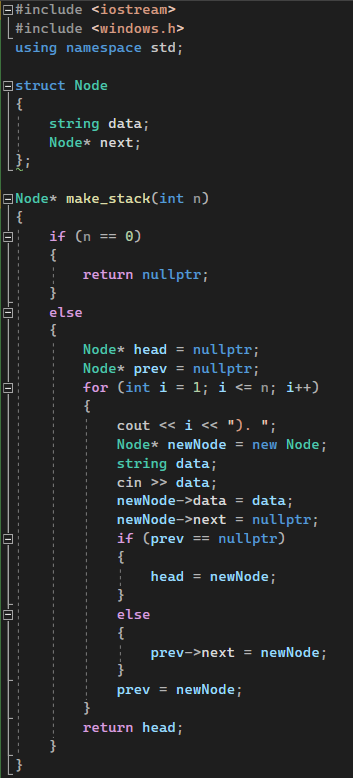 #include <iostream>
#include <windows.h>
using namespace std;

struct Node
{
    string data;
    Node* next;
};

Node* make_stack(int n)
{
    if (n == 0)
    {
        return nullptr;
    }
    else
    {
        Node* head = nullptr;
        Node* prev = nullptr;
        for (int i = 1; i <= n; i++)
        {
            cout << i << "). ";
            Node* newNode = new Node;
            string data;
            cin >> data;
            newNode->data = data;
            newNode->next = nullptr;
            if (prev == nullptr)
            {
                head = newNode;
            }
            else
            {
                prev->next = newNode;
            }
            prev = newNode;
        }
        return head;
    }
}